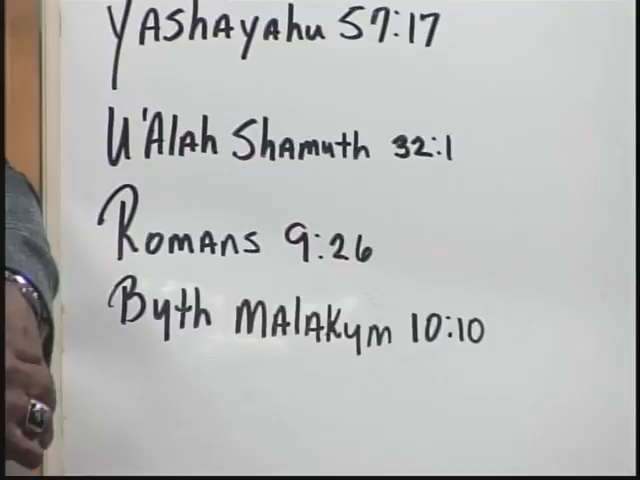 YAShAyAhu 57:17
U'AlAh ShAmuth 32:1
ROMANS 9:26
Byth MAlAKyM 10:10